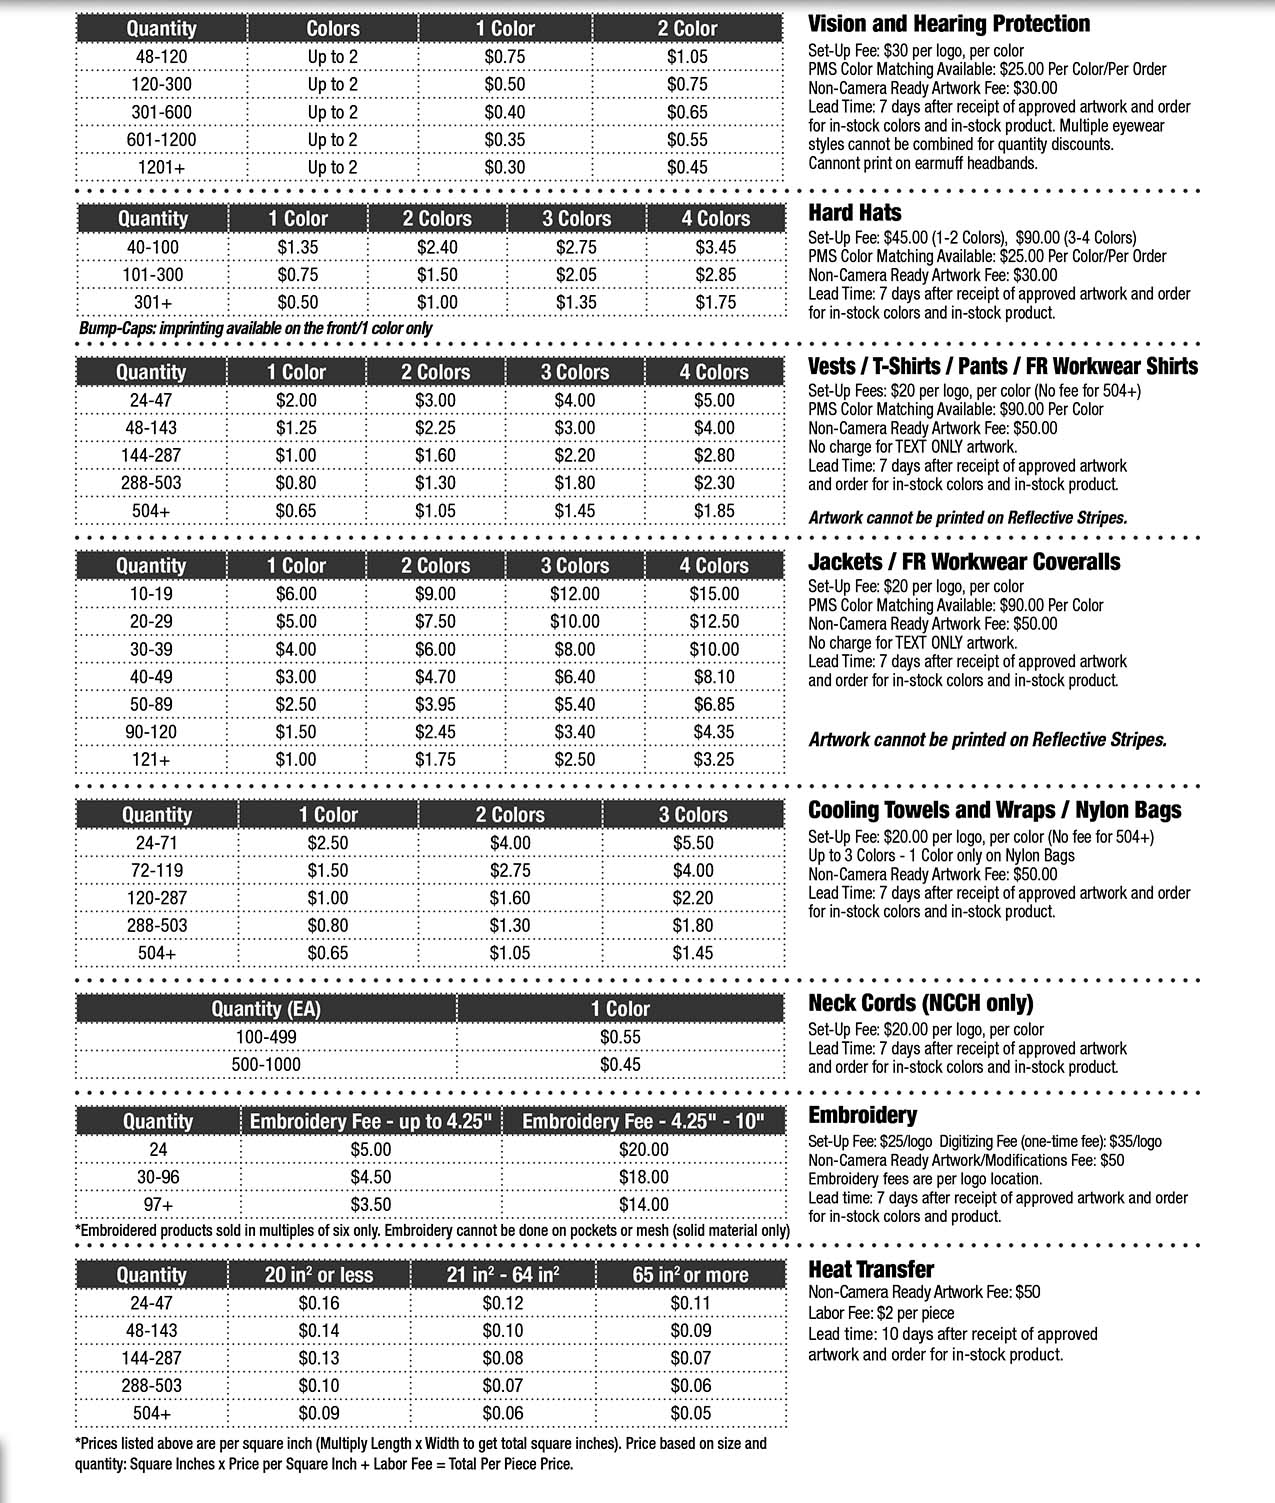 Quantity Colors 1 Color 2 Color
48-120 Up to 2 $0.75 $1.05
120-300 Up to 2 $0.50 $0.75
301-600 Up to 2 $0.40 $0.65
601-1200 Up to 2 $0.35 $0.55
1201+ Up to 2 $0.30 $0.45
Vision and Hearing Protection
Set-Up Fee: $30 per logo, per color
PMS Color Matching Available: $25.00 Per Color/Per Order
Non-Camera Ready Artwork Fee: $30.00
Lead Time: 7 days after receipt of approved artwork and order
for in-stock colors and in-stock product. Multiple eyewear
styles cannot be combined for quantity discounts.
Cannont print on earmuff headbands.
Quantity 1 Color 2 Colors 3 Colors 4 Colors
40-100 $1.35 $2.40 $2.75 $3.45
101-300 $0.75 $1.50 $2.05 $2.85
301+ $0.50 $1.00 $1.35 $1.75
Bump-Caps: imprinting available on the front/1 color only
Hard Hats
Set-Up Fee: $45.00 (1-2 Colors), $90.00 (3-4 Colors)
PMS Color Matching Available: $25.00 Per Color/Per Order
Non-Camera Ready Artwork Fee: $30.00
Lead Time: 7 days after receipt of approved artwork and order
for in-stock colors and in-stock product.
Quantity 1 Color 2 Colors 3 Colors 4 Colors
24-47 $2.00 $3.00 $4.00 $5.00
48-143 $1.25 $2.25 $3.00 $4.00
144-287 $1.00 $1.60 $2.20 $2.80
288-503 $0.80 $1.30 $1.80 $2.30
504+ $0.65 $1.05 $1.45 $1.85
Vests / T-Shirts / Pants / FR Workwear Shirts
Set-Up Fees: $20 per logo, per color (No fee for 504+)
PMS Color Matching Available: $90.00 Per Color
Non-Camera Ready Artwork Fee: $50.00
No charge for TEXT ONLY artwork.
Lead Time: 7 days after receipt of approved artwork
and order for in-stock colors and in-stock product.
Artwork cannot be printed on Reflective Stripes.
Quantity 1 Color 2 Colors 3 Colors 4 Colors
10-19 $6.00 $9.00 $12.00 $15.00
20-29 $5.00 $7.50 $10.00 $12.50
30-39 $4.00 $6.00 $8.00 $10.00
40-49 $3.00 $4.70 $6.40 $8.10
50-89 $2.50 $3.95 $5.40 $6.85
90-120 $1.50 $2.45 $3.40 $4.35
121+ $1.00 $1.75 $2.50 $3.25
Jackets / FR Workwear Coveralls
Set-Up Fee: $20 per logo, per color
PMS Color Matching Available: $90.00 Per Color
Non-Camera Ready Artwork Fee: $50.00
No charge for TEXT ONLY artwork.
Lead Time: 7 days after receipt of approved artwork
and order for in-stock colors and in-stock product.
Artwork cannot be printed on Reflective Stripes.
Quantity 1 Color 2 Colors 3 Colors
24-71 $2.50 $4.00 $5.50
72-119 $1.50 $2.75 $4.00
120-287 $1.00 $1.60 $2.20
288-503 $0.80 $1.30 $1.80
504+ $0.65 $1.05 $1.45
Cooling Towels and Wraps / Nylon Bags
Set-Up Fee: $20.00 per logo, per color (No fee for 504+)
Up to 3 Colors - 1 Color only on Nylon Bags
Non-Camera Ready Artwork Fee: $50.00
Lead Time: 7 days after receipt of approved artwork and order
for in-stock colors and in-stock product.
Quantity (EA) 1 Color
100-499 $0.55
500-1000 $0.45
Neck Cords (NCCH only)
Set-Up Fee: $20.00 per logo, per color
Lead Time: 7 days after receipt of approved artwork
and order for in-stock colors and in-stock product.
Quantity Embroidery Fee - up to 4.25" Embroidery Fee - 4.25" - 10"
24 $5.00 $20.00
30-96 $4.50 $18.00
97+ $3.50 $14.00
*Embroidered products sold in multiples of six only. Embroidery cannot be done on pockets or mesh (solid material only)
Embroidery
Set-Up Fee: $25/logo Digitizing Fee (one-time fee): $35/logo
Non-Camera Ready Artwork/Modifications Fee: $50
Embroidery fees are per logo location.
Lead time: 7 days after receipt of approved artwork and order
for in-stock colors and product.
Quantity 20 in² or less 21 in² - 64 in² 65 in² or more
24-47 $0.16 $0.12 $0.11
48-143 $0.14 $0.10 $0.09
144-287 $0.13 $0.08 $0.07
288-503 $0.10 $0.07 $0.06
504+ $0.09 $0.06 $0.05
*Prices listed above are per square inch (Multiply Length x Width to get total square inches). Price based on size and
quantity: Square Inches x Price per Square Inch + Labor Fee = Total Per Piece Price.
Heat Transfer
Non-Camera Ready Artwork Fee: $50
Labor Fee: $2 per piece
Lead time: 10 days after receipt of approved
artwork and order for in-stock product.